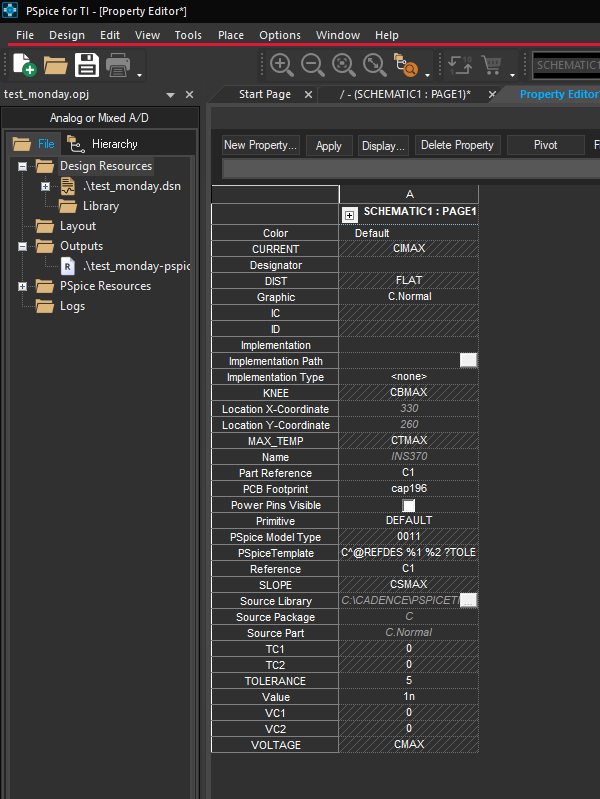 PSpice for TI - [Property Editor*]
File Design Edit View Tools Place Options Window Help
SCHEMATIC1
test_monday.opj
Start Page
/ - (SCHEMATIC1 : PAGE1)*
Property Editor
Analog or Mixed A/D
File
Hierarchy
New Property...
Apply
Display...
Delete Property
Pivot
Design Resources
.\test_monday.dsn
Library
Layout
Outputs
.\test_monday-pspic
PSpice Resources
Logs
A
SCHEMATIC1 : PAGE1
Color Default
CURRENT CIMAX
Designator
DIST FLAT
Graphic C.Normal
IC
ID
Implementation
Implementation Path
Implementation Type <none>
KNEE CBMAX
Location X-Coordinate 330
Location Y-Coordinate 260
MAX_TEMP CTMAX
Name INS370
Part Reference C1
PCB Footprint cap196
Power Pins Visible
Primitive DEFAULT
PSpice Model Type 0011
PSpiceTemplate C^@REFDES %1 %2 ?TOLE
Reference C1
SLOPE CSMAX
Source Library C:\CADENCE\PSPICETI ...
Source Package C
Source Part C.Normal
TC1 0
TC2 0
TOLERANCE 5
Value 1n
VC1 0
VC2 0
VOLTAGE CMAX